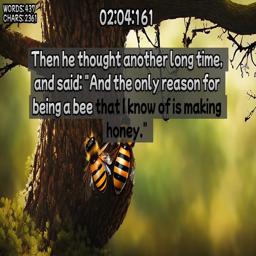 WORDS:437
CHARS:2361
02:04:161
Then he thought another long time,
and said: "And the only reason for
being a bee that I know of is making
honey."